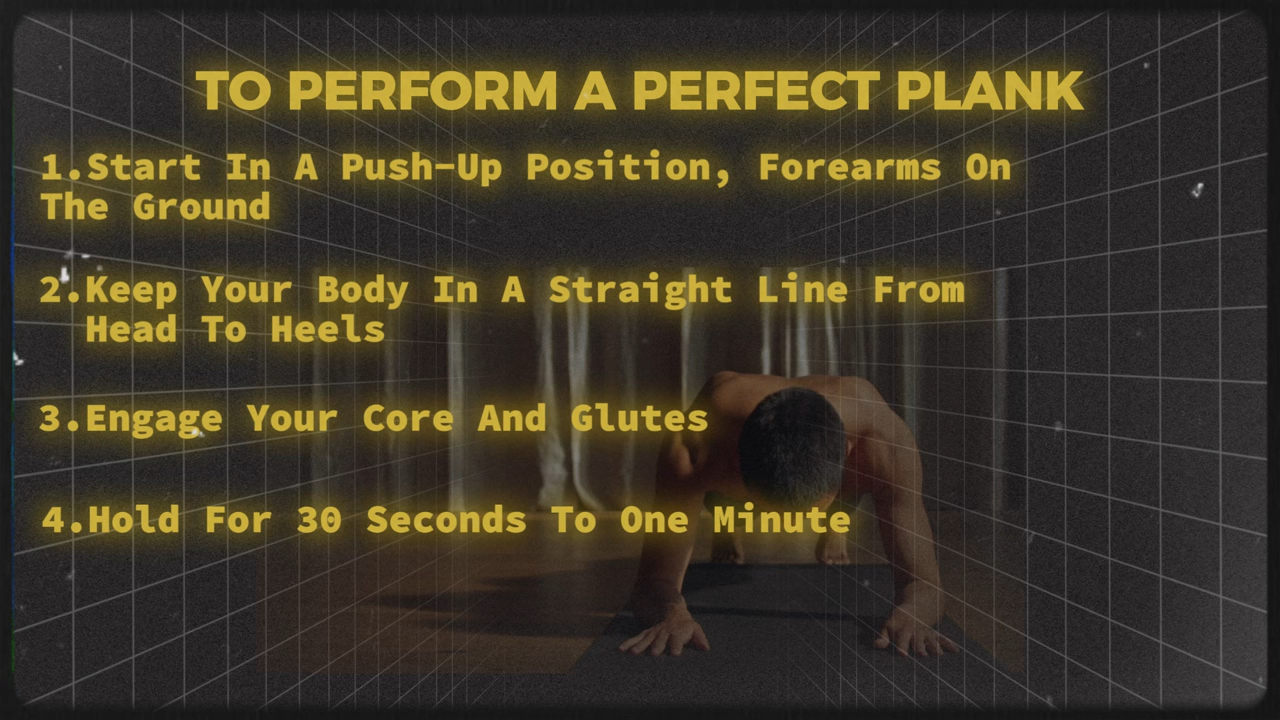 TO PERFORM A PERFECT PLANK
1.Start In A Push-Up Position, Forearms On
The Ground
2.Keep Your Body In A Straight Line From
Head To Heels
3.Engage Your Core And Glutes
4.Hold For 30 Seconds To One Minute